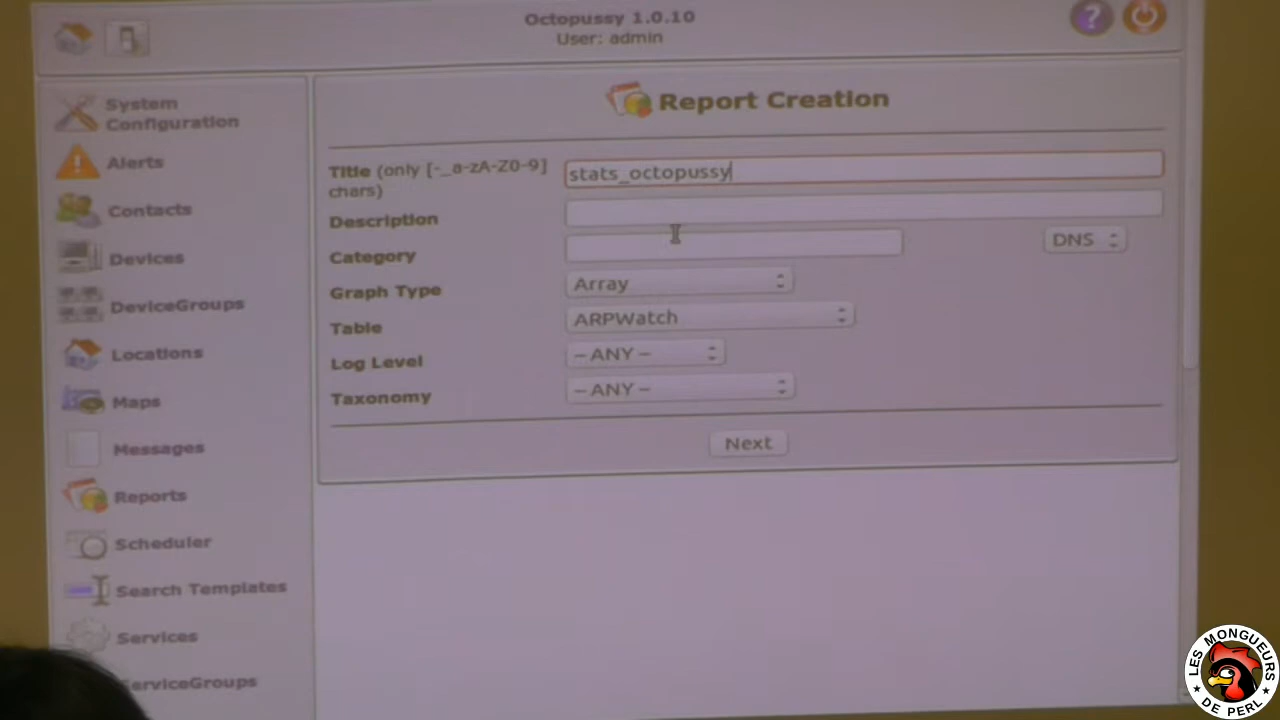 Octopussy 1.0.10
User: admin
?
System
Configuration
Alerts
Contacts
Devices
DeviceGroups
Locations
Maps
Messages
Reports
Scheduler
Search Templates
Services
ServiceGroups
Report Creation
Title (only [-_a-zA-Z0-9]
chars)
stats_octopussy
Description
Category
DNS
Graph Type
Array
Table
ARPWatch
Log Level
-- ANY --
Taxonomy
-- ANY --
Next
LES MONGUEURS
DE PERL